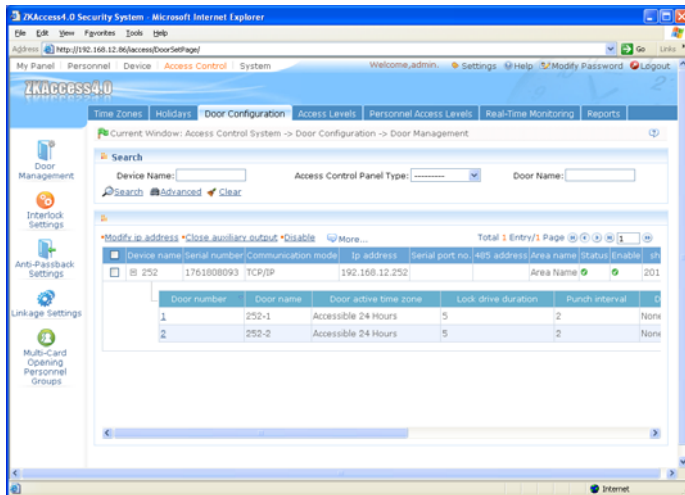 ZKAccess4.0 Security System - Microsoft Internet Explorer
File Edit View Favorites Tools Help
Address http://192.168.12.86/iaccess/DoorSetPage/ Go Links
My Panel Personnel Device Access Control System Welcome,admin. Settings Help Modify Password Logout
ZKAccess4.0
Time Zones Holidays Door Configuration Access Levels Personnel Access Levels Real-Time Monitoring Reports
Current Window: Access Control System -> Door Configuration -> Door Management
Search
Device Name: Access Control Panel Type: --------- Door Name:
Search Advanced Clear
Door Management
Interlock Settings
Anti-Passback Settings
Linkage Settings
Multi-Card Opening Personnel Groups
Modify ip address Close auxiliary output Disable More... Total 1 Entry/1 Page 1
Device name Serial number Communication mode Ip address Serial port no. 485 address Area name Status Enable sh
252 1761808093 TCP/IP 192.168.12.252 Area Name 201
Door number Door name Door active time zone Lock drive duration Punch interval D
1 252-1 Accessible 24 Hours 5 2 None
2 252-2 Accessible 24 Hours 5 2 None
Internet